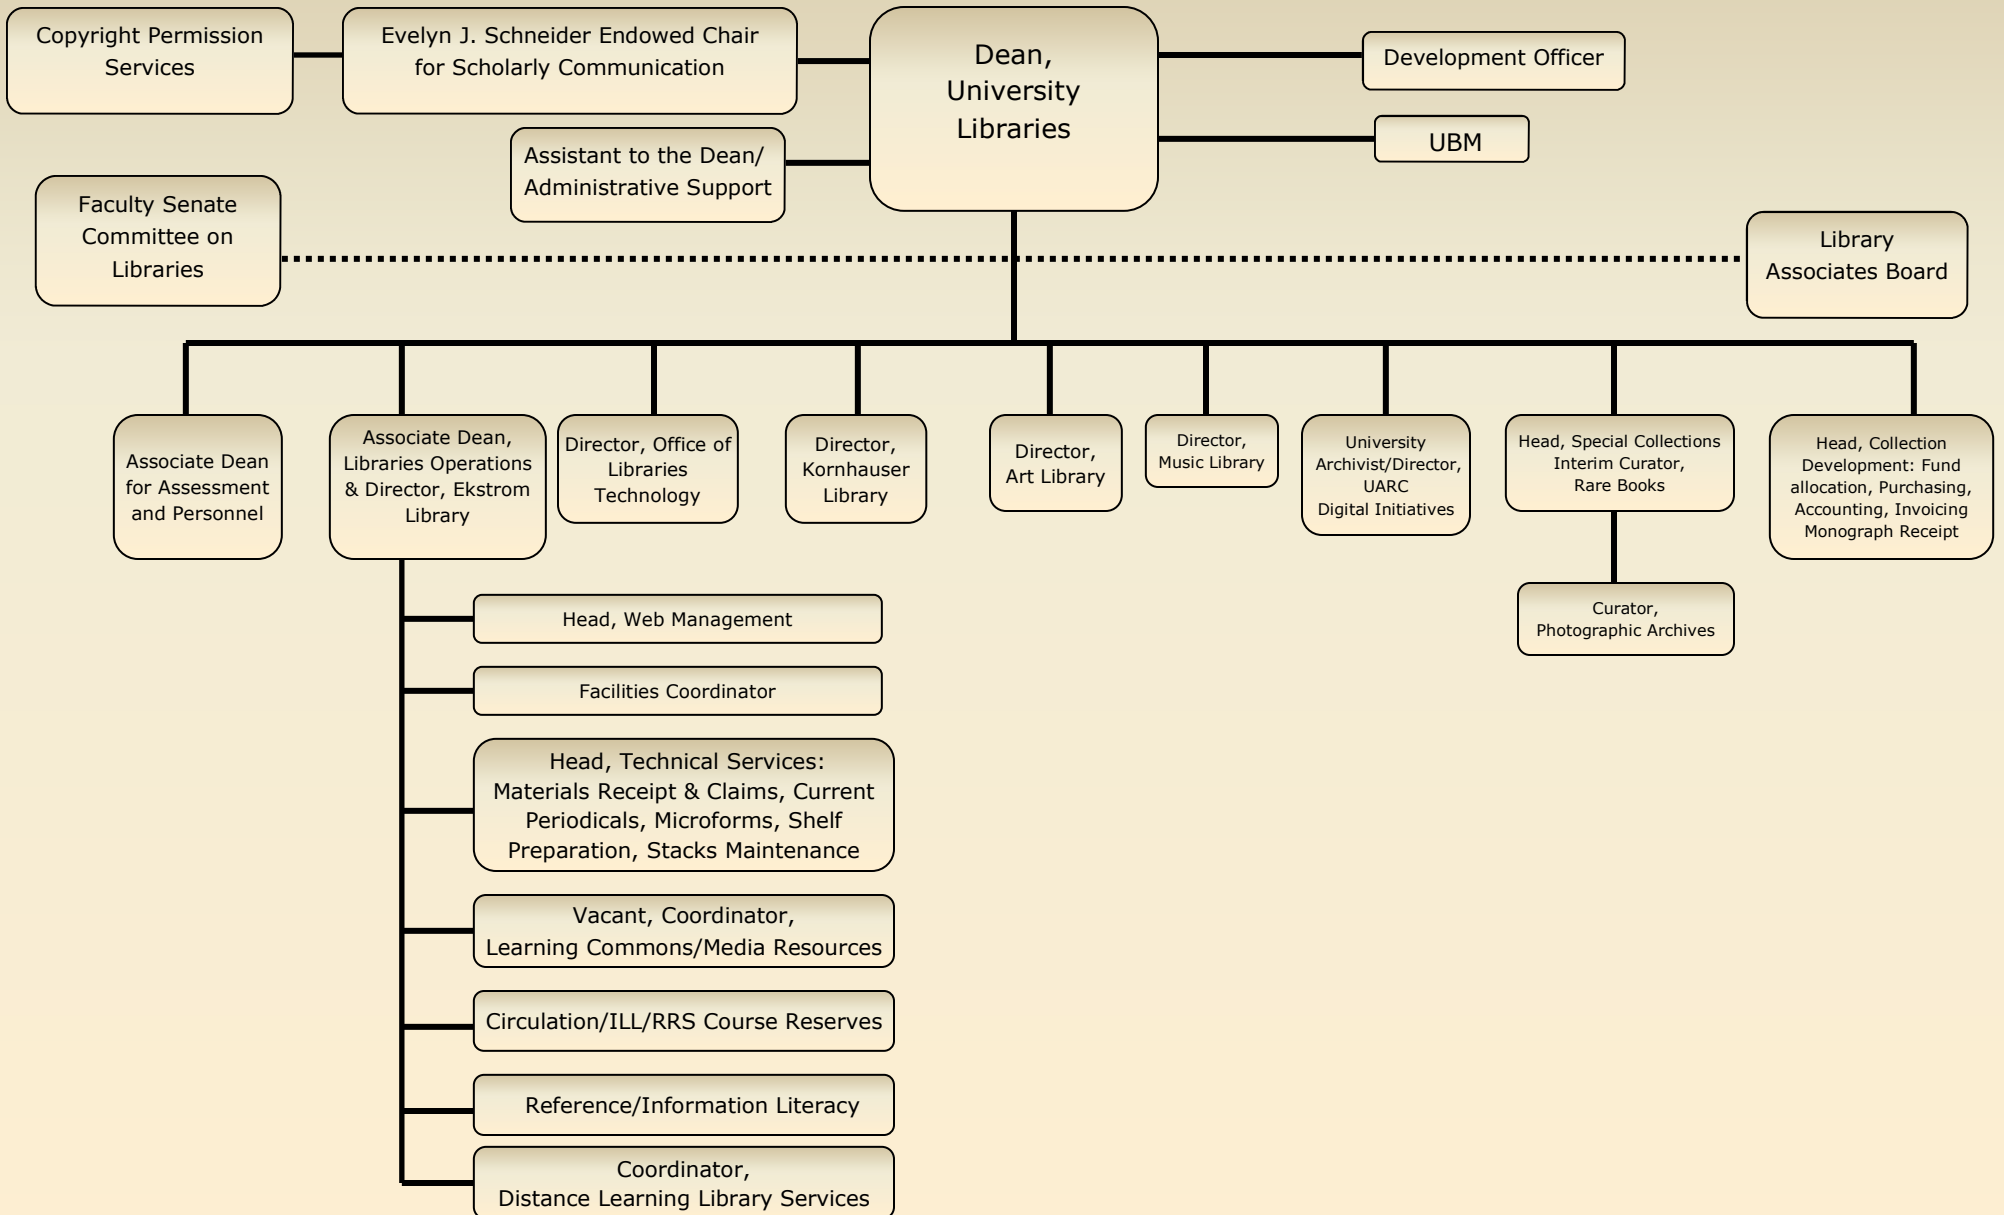 Copyright Permission
Services
Evelyn J. Schneider Endowed Chair
for Scholarly Communication
Dean,
University
Libraries
Development Officer
UBM
Assistant to the Dean/
Administrative Support
Faculty Senate
Committee on
Libraries
Library
Associates Board
Associate Dean
for Assessment
and Personnel
Associate Dean,
Libraries Operations
& Director, Ekstrom
Library
Director, Office of
Libraries
Technology
Director,
Kornhauser
Library
Director,
Art Library
Director,
Music Library
University
Archivist/Director,
UARC
Digital Initiatives
Head, Special Collections
Interim Curator,
Rare Books
Head, Collection
Development: Fund
allocation, Purchasing,
Accounting, Invoicing
Monograph Receipt
Curator,
Photographic Archives
Head, Web Management
Facilities Coordinator
Head, Technical Services:
Materials Receipt & Claims, Current
Periodicals, Microforms, Shelf
Preparation, Stacks Maintenance
Vacant, Coordinator,
Learning Commons/Media Resources
Circulation/ILL/RRS Course Reserves
Reference/Information Literacy
Coordinator,
Distance Learning Library Services